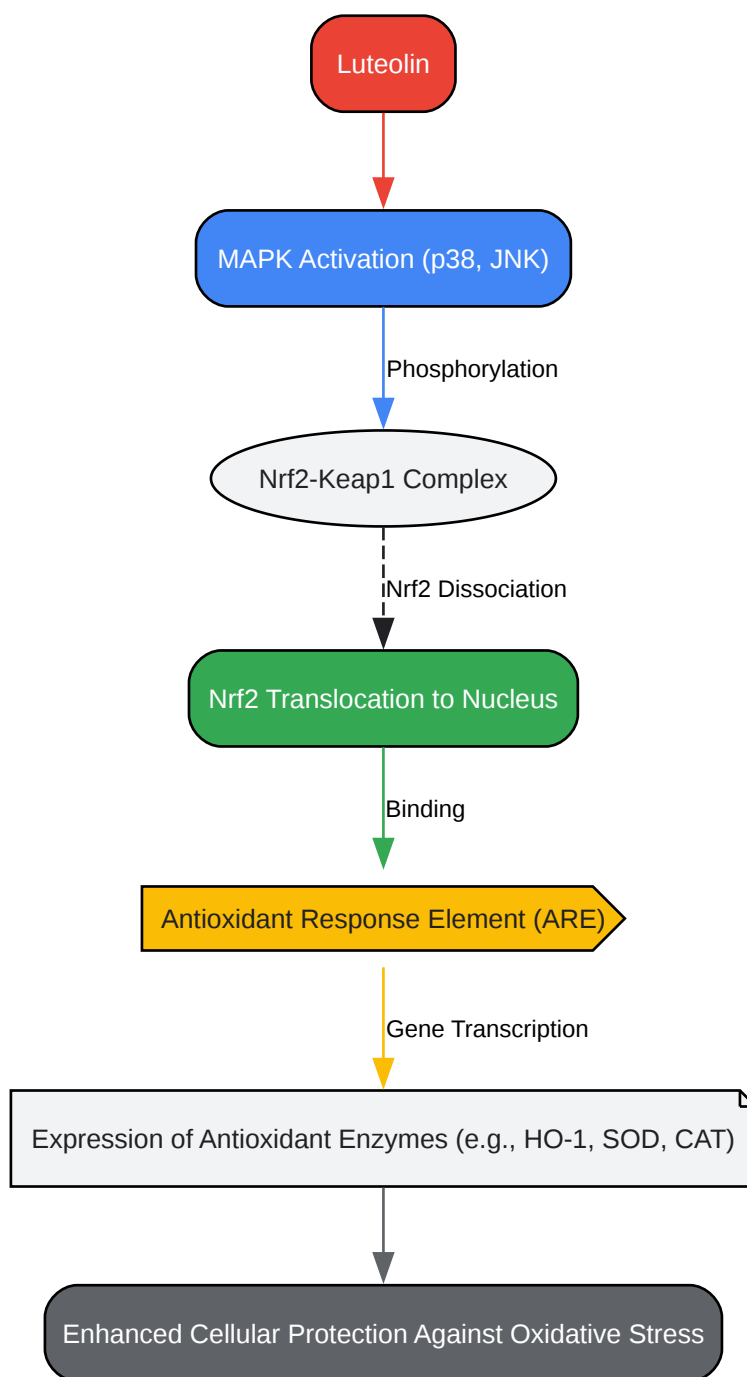 Luteolin
MAPK Activation (p38, JNK)
Phosphorylation
Nrf2-Keap1 Complex
Nrf2 Dissociation
Nrf2 Translocation to Nucleus
Binding
Antioxidant Response Element (ARE)
Gene Transcription
Expression of Antioxidant Enzymes (e.g., HO-1, SOD, CAT)
Enhanced Cellular Protection Against Oxidative Stress